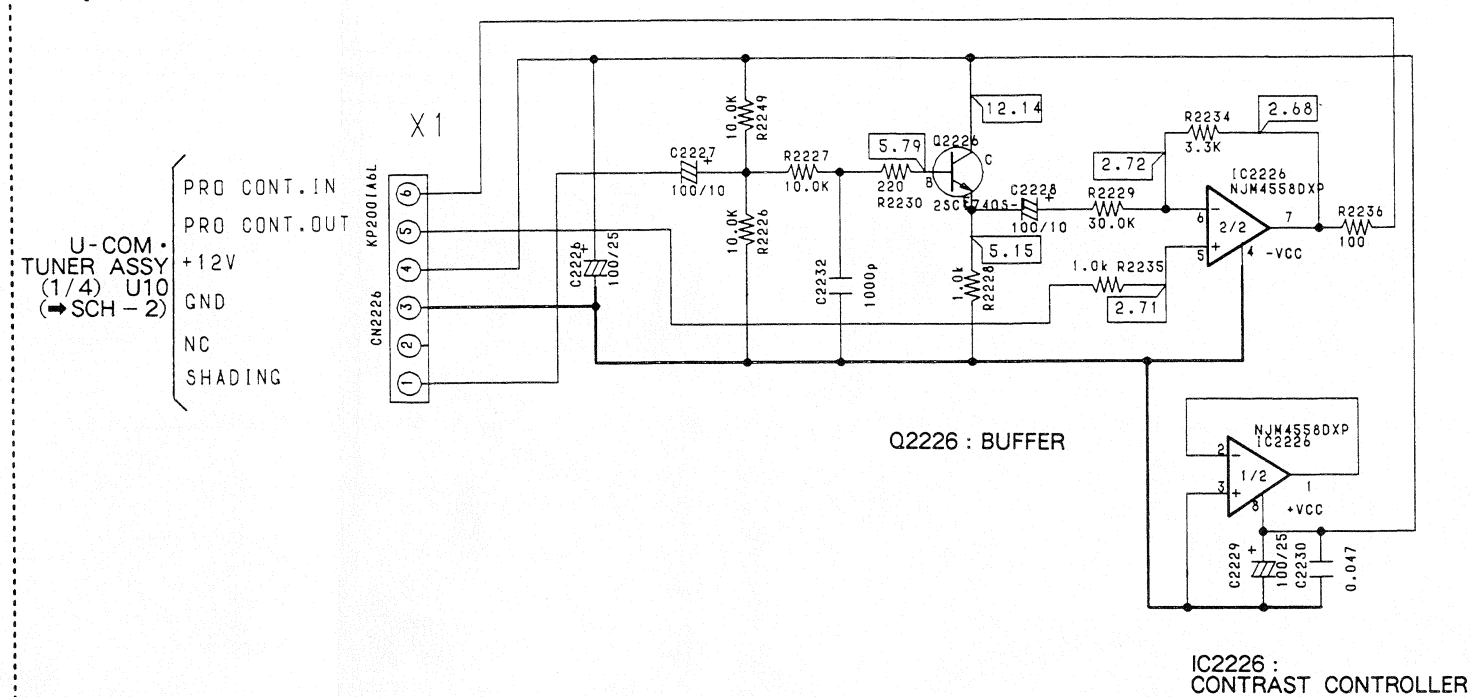 X1
KP200IA6L
CN2226
PRO CONT.IN
PRO CONT.OUT
+12V
GND
NC
SHADING
U-COM·
TUNER ASSY
(1/4) U10
(➡SCH – 2)
6
5
4
3
2
1
C2226
+
100/25
C2227
+
100/10
10.0K
R2249
10.0K
R2226
R2227
10.0K
C2232
1000p
5.79
220
R2230
Q2226
B
C
12.14
C2228
+
100/10
5.15
1.0k
R2228
R2229
30.0K
2.72
R2234
3.3K
2.68
IC2226
NJM4558DXP
6
–
2/2
+
5
7
4
-VCC
R2236
100
1.0k R2235
2.71
Q2226 : BUFFER
NJM4558DXP
IC2226
2
–
1/2
3
+
1
8
+VCC
C2229
+
100/25
C2230
0.047
IC2226 :
CONTRAST CONTROLLER